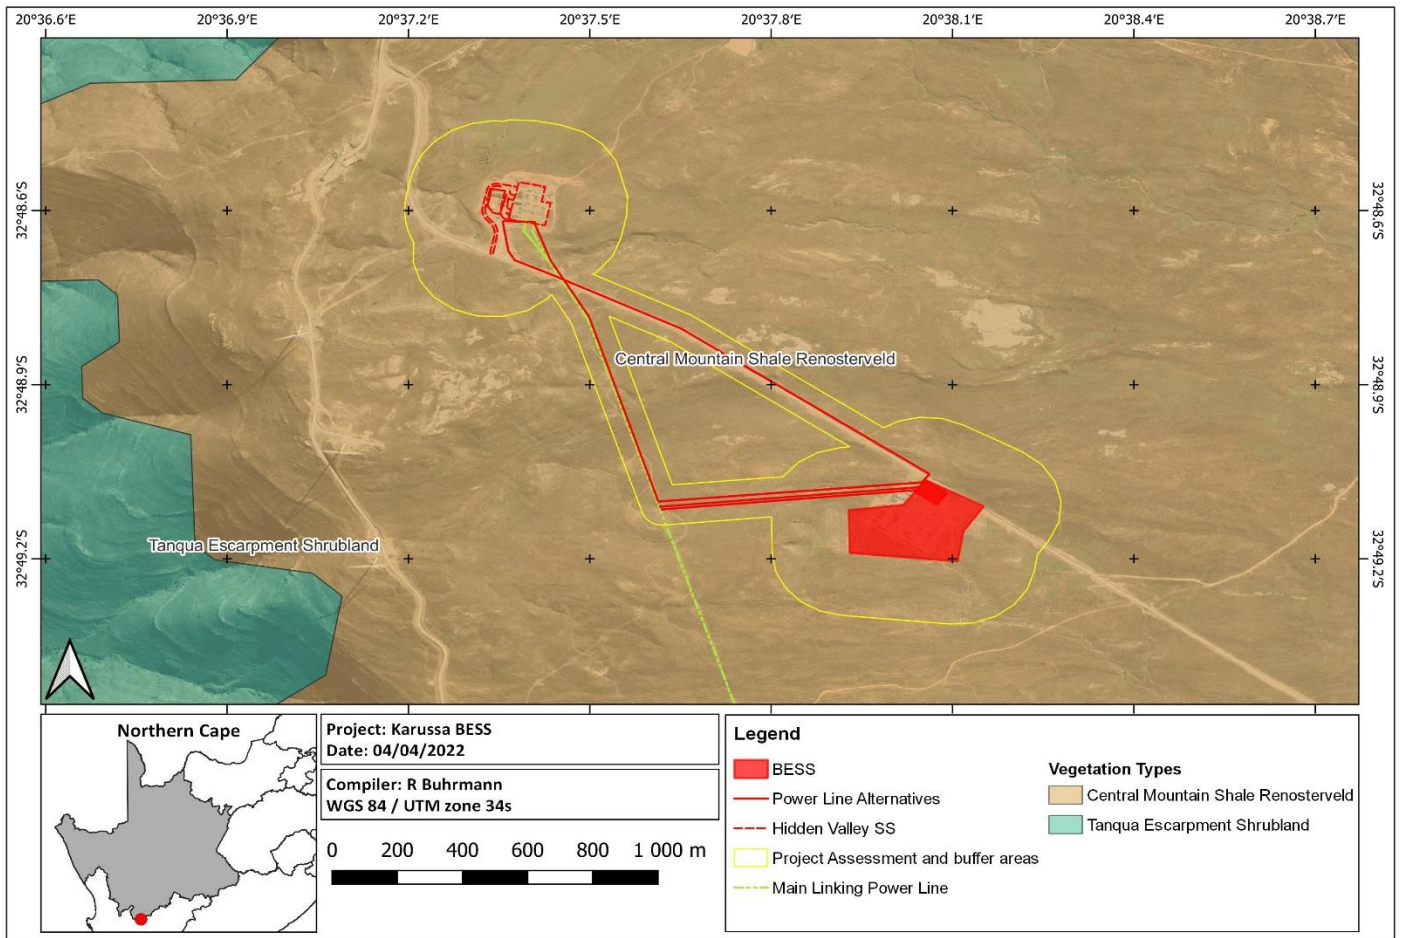 20°36.6′E 20°36.9′E 20°37.2′E 20°37.5′E 20°37.8′E 20°38.1′E 20°38.4′E 20°38.7′E
32°48.6′S 32°48.6′S
Central Mountain Shale Renosterveld
32°48.9′S 32°48.9′S
Tanqua Escarpment Shrubland
32°49.2′S 32°49.2′S
Northern Cape
Project: Karussa BESS
Date: 04/04/2022
Compiler: R Buhrmann
WGS 84 / UTM zone 34s
0 200 400 600 800 1 000 m
Legend
BESS
Power Line Alternatives
Hidden Valley SS
Project Assessment and buffer areas
Main Linking Power Line
Vegetation Types
Central Mountain Shale Renosterveld
Tanqua Escarpment Shrubland